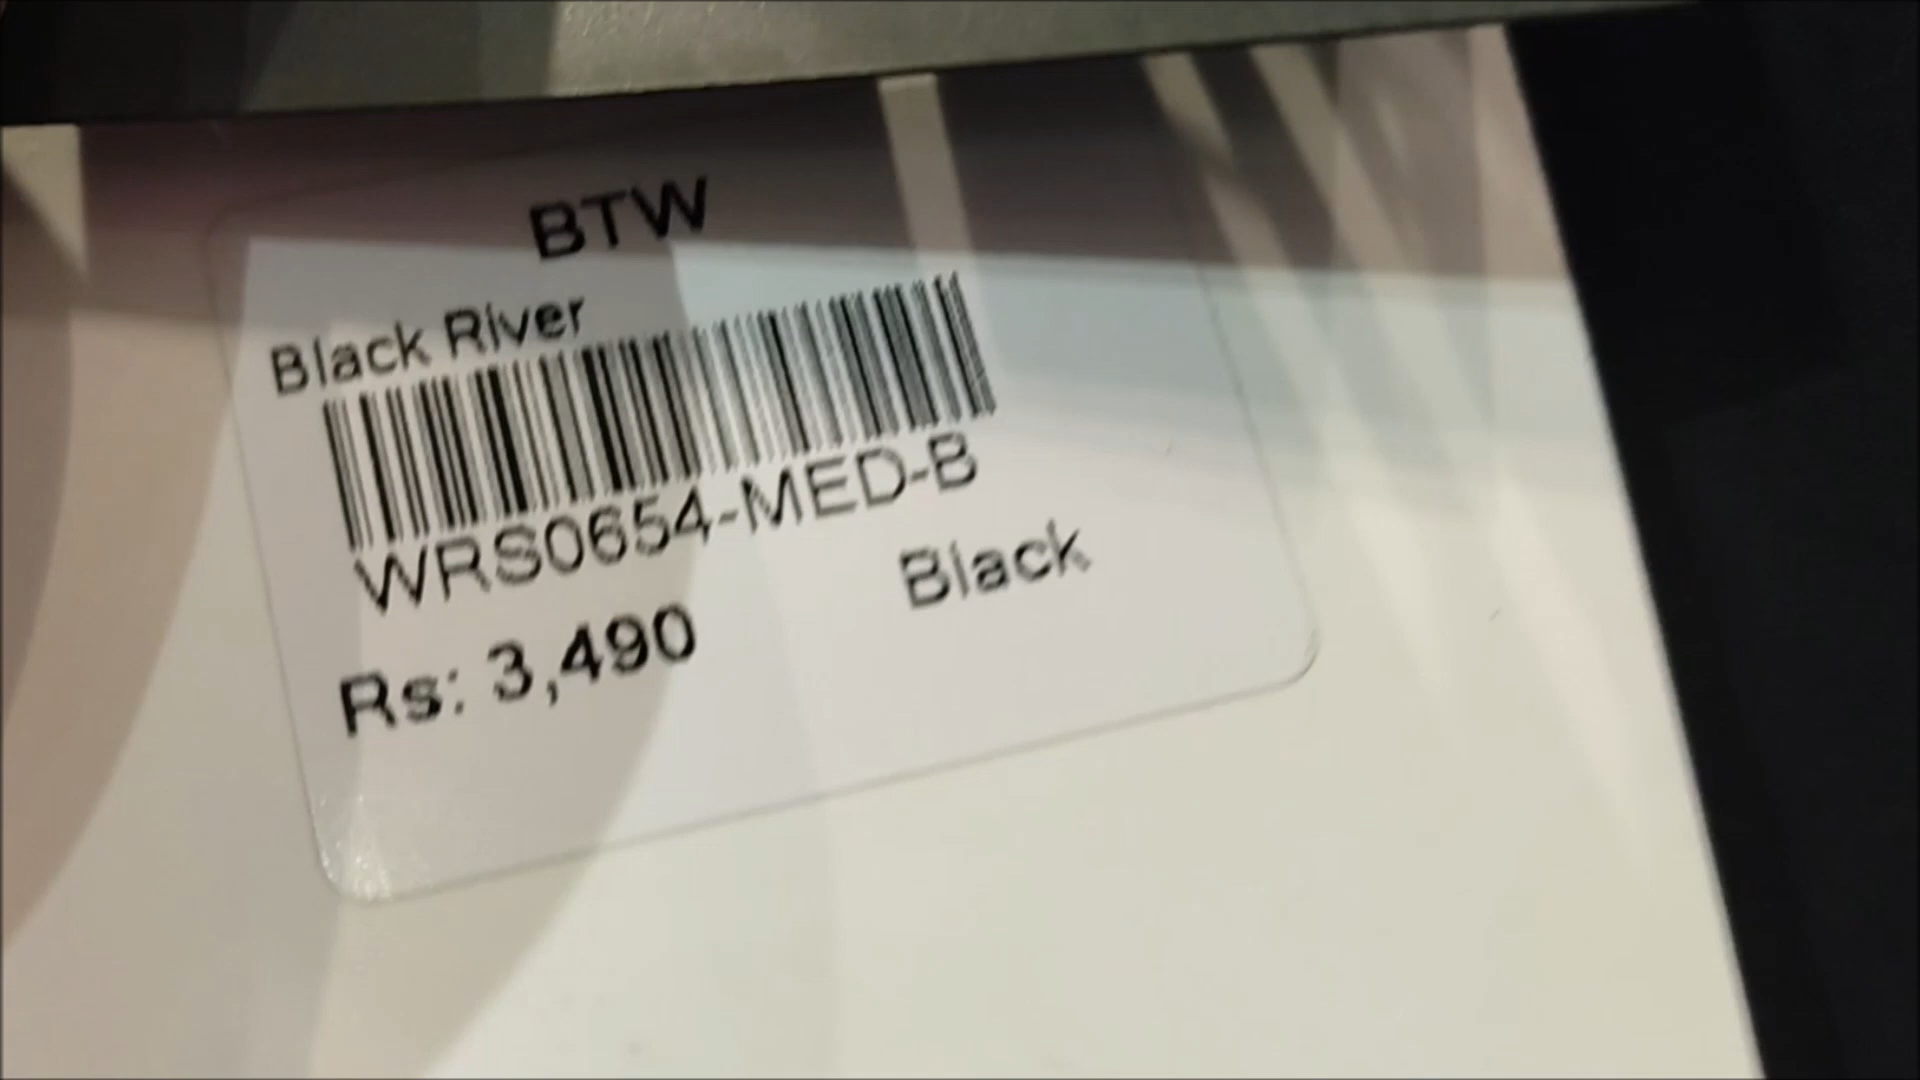 BTW
Black River
WRS0654-MED-B
Black
Rs: 3,490